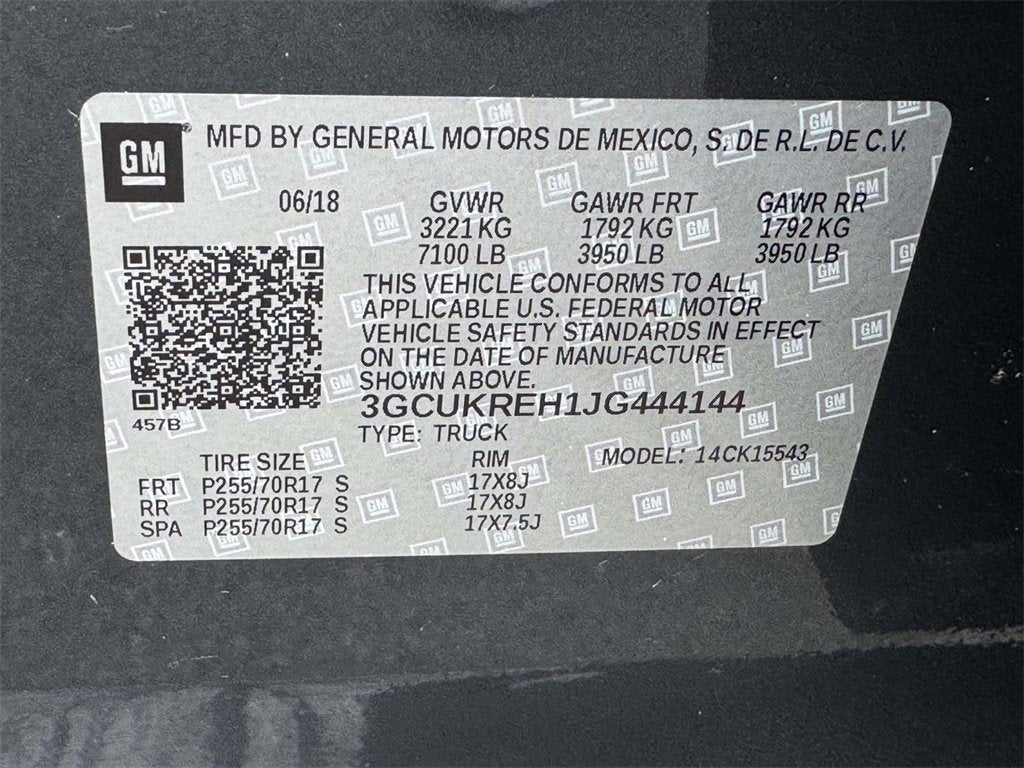 GM
MFD BY GENERAL MOTORS DE MEXICO, S. DE R.L. DE C.V.
06/18 GVWR GAWR FRT GAWR RR
3221 KG 1792 KG 1792 KG
7100 LB 3950 LB 3950 LB
THIS VEHICLE CONFORMS TO ALL
APPLICABLE U.S. FEDERAL MOTOR
VEHICLE SAFETY STANDARDS IN EFFECT
ON THE DATE OF MANUFACTURE
SHOWN ABOVE.
3GCUKREH1JG444144
457B
TYPE: TRUCK
TIRE SIZE RIM MODEL: 14CK15543
FRT P255/70R17 S 17X8J
RR P255/70R17 S 17X8J
SPA P255/70R17 S 17X7.5J